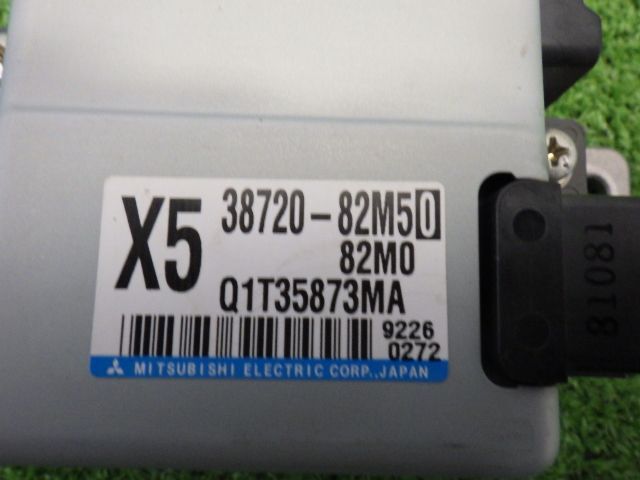 X5
38720-82M50
82M0
Q1T35873MA
9226
0272
MITSUBISHI ELECTRIC CORP., JAPAN
81081